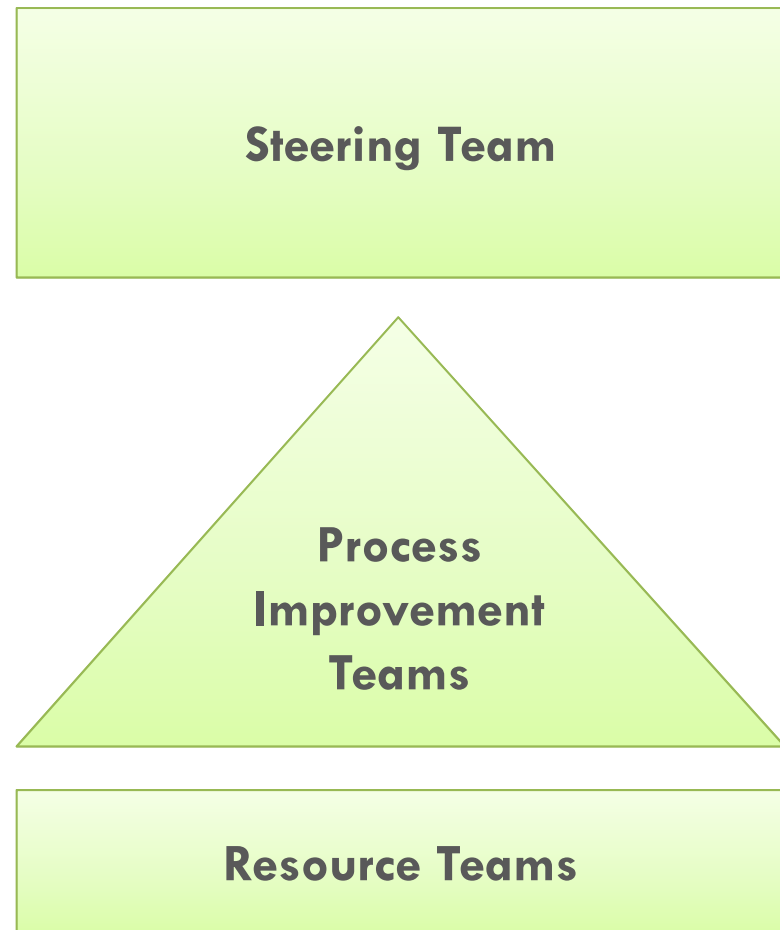 Steering Team
Process
Improvement
Teams
Resource Teams